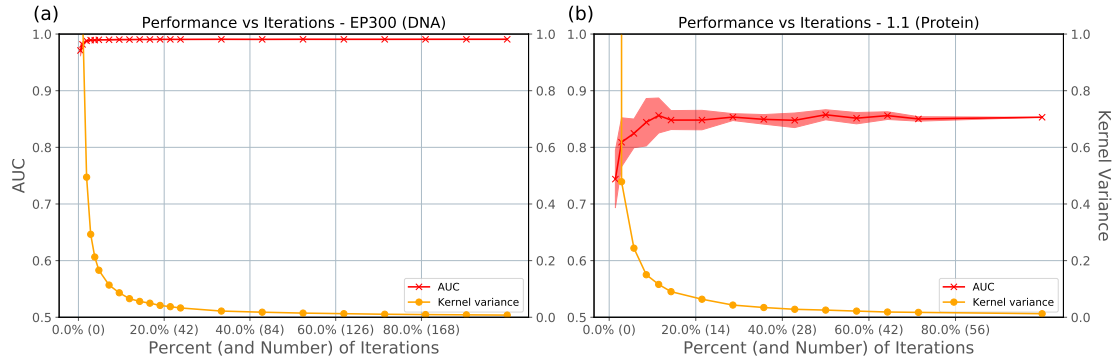 (a)
Performance vs Iterations - EP300 (DNA)
1.0
0.9
0.8
0.7
0.6
0.5
AUC
1.0
0.8
0.6
0.4
0.2
0.0
AUC
Kernel variance
0.0% (0)
20.0% (42)
40.0% (84)
60.0% (126)
80.0% (168)
Percent (and Number) of Iterations
(b)
Performance vs Iterations - 1.1 (Protein)
1.0
0.9
0.8
0.7
0.6
0.5
1.0
0.8
0.6
0.4
0.2
0.0
Kernel Variance
AUC
Kernel variance
0.0% (0)
20.0% (14)
40.0% (28)
60.0% (42)
80.0% (56)
Percent (and Number) of Iterations